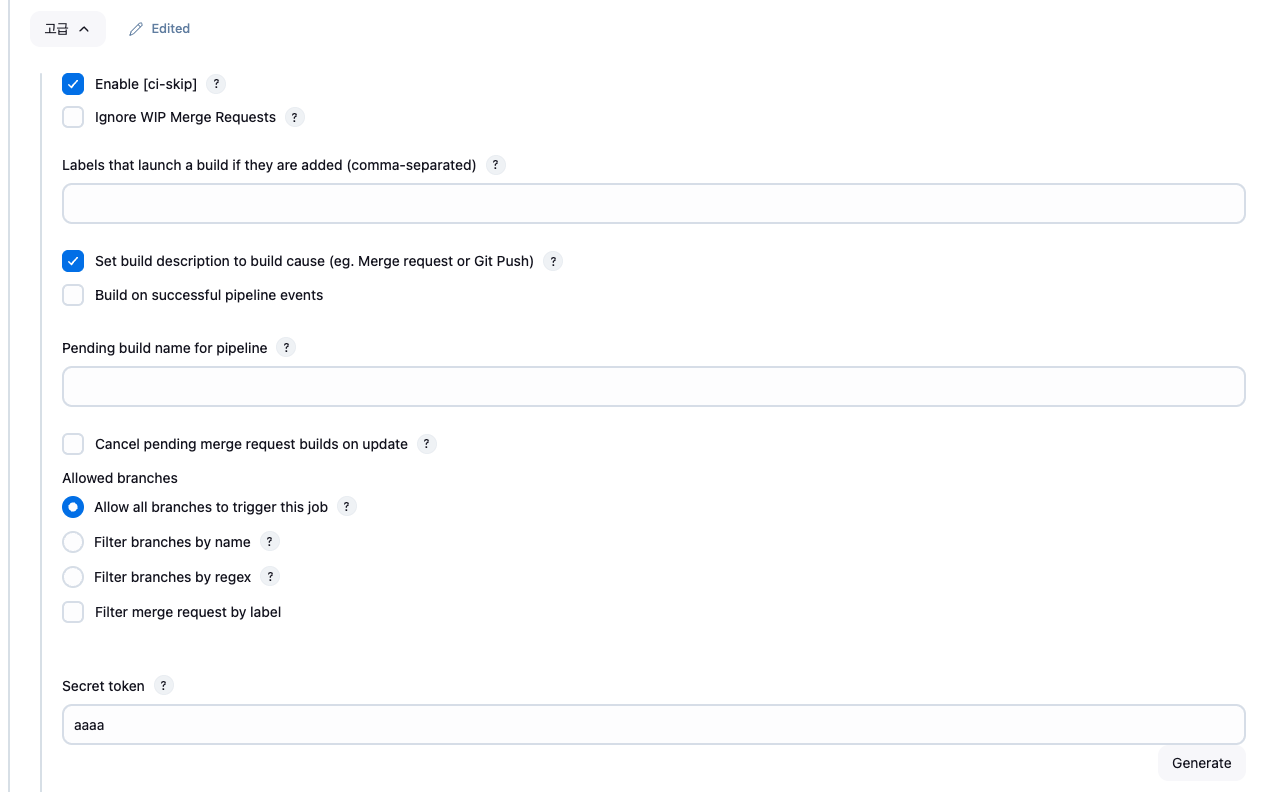 고급 Edited
Enable [ci-skip] ?
Ignore WIP Merge Requests ?
Labels that launch a build if they are added (comma-separated) ?
Set build description to build cause (eg. Merge request or Git Push) ?
Build on successful pipeline events
Pending build name for pipeline ?
Cancel pending merge request builds on update ?
Allowed branches
Allow all branches to trigger this job ?
Filter branches by name ?
Filter branches by regex ?
Filter merge request by label
Secret token ?
aaaa
Generate